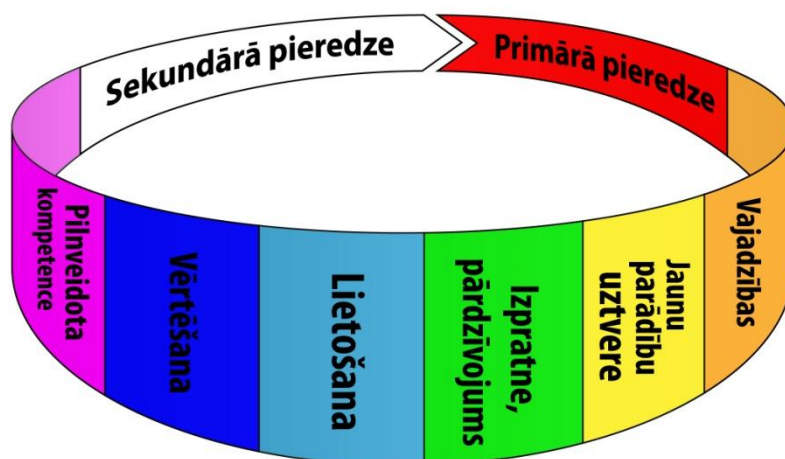 Sekundārā pieredze
Primārā pieredze
Pilnveidota
kompetence
Vērtēšana
Lietošana
Izpratne,
pārdzīvojums
Jaunu
parādību
uztvere
Vajadzības